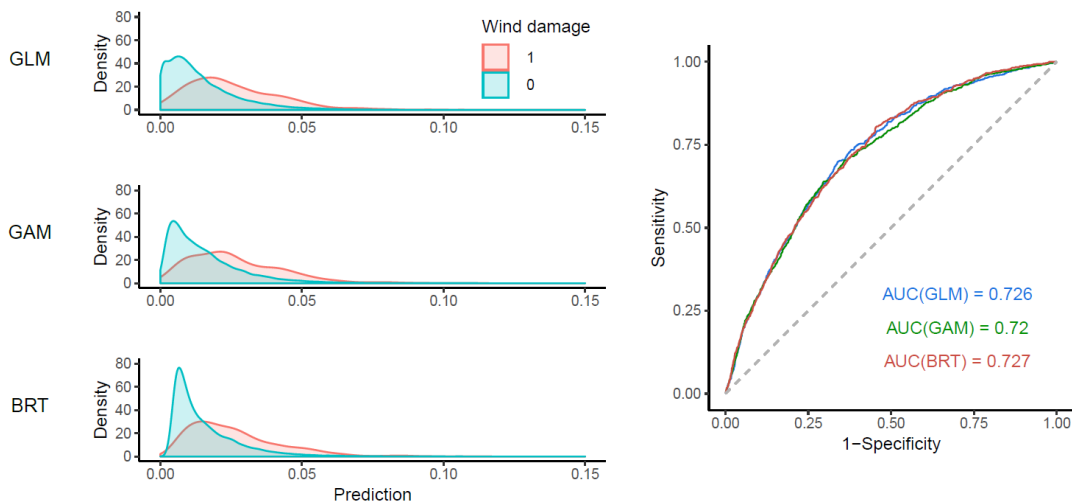 GLM
Density
80
60
40
20
0
0.00 0.05 0.10 0.15
Wind damage
1
0
GAM
Density
80
60
40
20
0
0.00 0.05 0.10 0.15
BRT
Density
80
60
40
20
0
0.00 0.05 0.10 0.15
Prediction
Sensitivity
1.00
0.75
0.50
0.25
0.00
AUC(GLM) = 0.726
AUC(GAM) = 0.72
AUC(BRT) = 0.727
0.00 0.25 0.50 0.75 1.00
1−Specificity